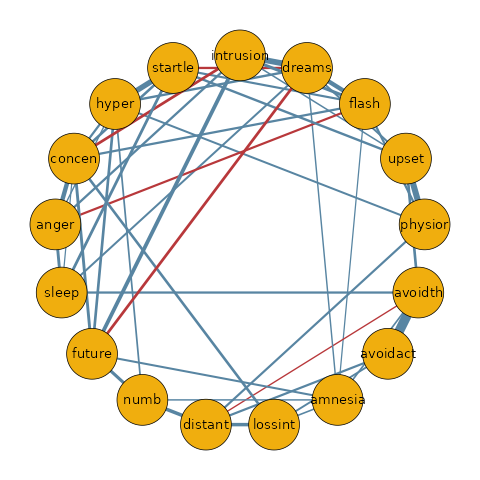 intrusion
startle
dreams
hyper
flash
concen
upset
anger
physior
sleep
avoidth
future
avoidact
numb
amnesia
distant
lossint